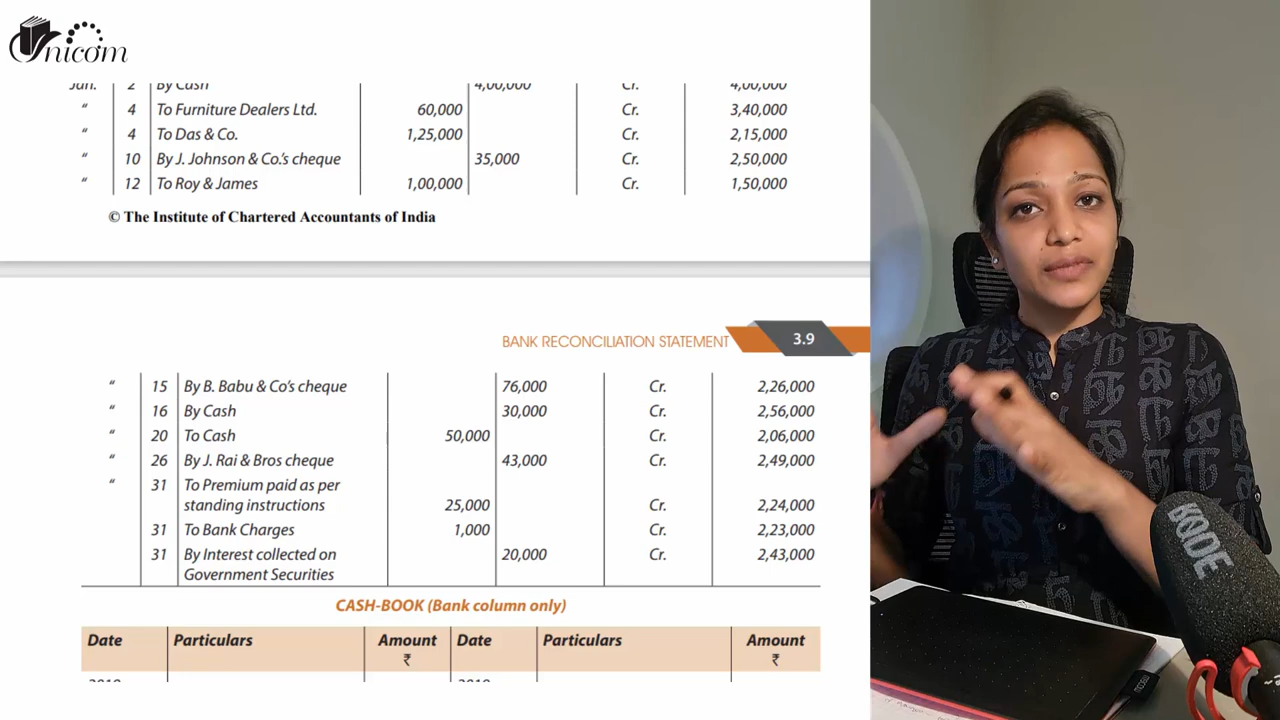 Unicom
Jan. 2 By Cash 4,00,000 Cr. 4,00,000
" 4 To Furniture Dealers Ltd. 60,000 Cr. 3,40,000
" 4 To Das & Co. 1,25,000 Cr. 2,15,000
" 10 By J. Johnson & Co.'s cheque 35,000 Cr. 2,50,000
" 12 To Roy & James 1,00,000 Cr. 1,50,000
© The Institute of Chartered Accountants of India
BANK RECONCILIATION STATEMENT 3.9
" 15 By B. Babu & Co's cheque 76,000 Cr. 2,26,000
" 16 By Cash 30,000 Cr. 2,56,000
" 20 To Cash 50,000 Cr. 2,06,000
" 26 By J. Rai & Bros cheque 43,000 Cr. 2,49,000
" 31 To Premium paid as per
standing instructions 25,000 Cr. 2,24,000
31 To Bank Charges 1,000 Cr. 2,23,000
31 By Interest collected on 20,000 Cr. 2,43,000
Government Securities
CASH-BOOK (Bank column only)
Date Particulars Amount Date Particulars Amount
₹ ₹
RODE
wacom